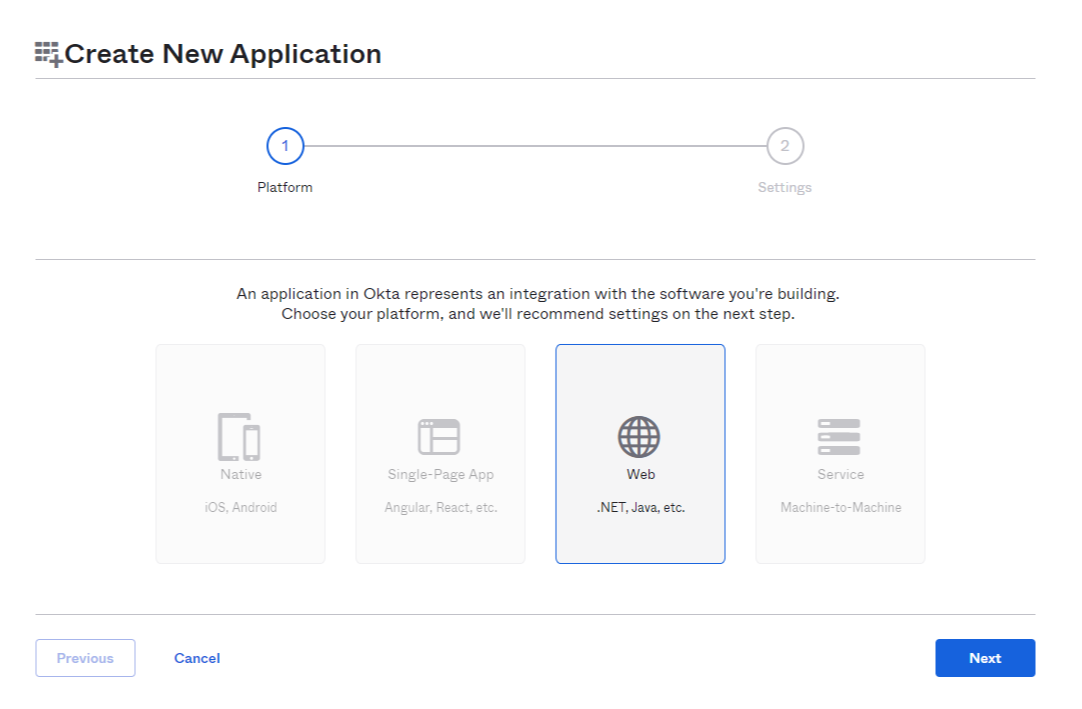 Create New Application
1
2
Platform
Settings
An application in Okta represents an integration with the software you're building.
Choose your platform, and we'll recommend settings on the next step.
Native
iOS, Android
Single-Page App
Angular, React, etc.
Web
.NET, Java, etc.
Service
Machine-to-Machine
Previous
Cancel
Next